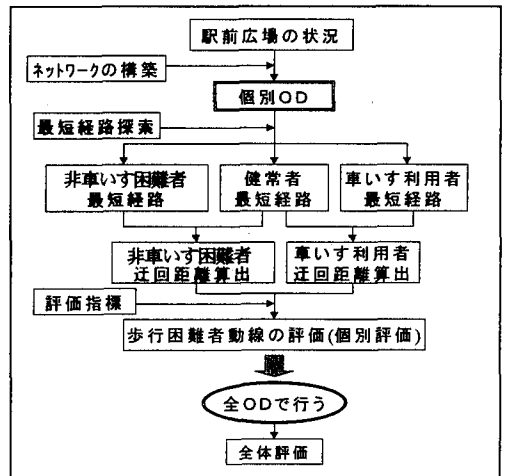 駅前広場の状況
ネットワークの構築
個別OD
最短経路探索
非車いす困難者
最短経路
健常者
最短経路
車いす利用者
最短経路
非車いす困難者
迂回距離算出
車いす利用者
迂回距離算出
評価指標
歩行困難者動線の評価(個別評価)
全ODで行う
全体評価